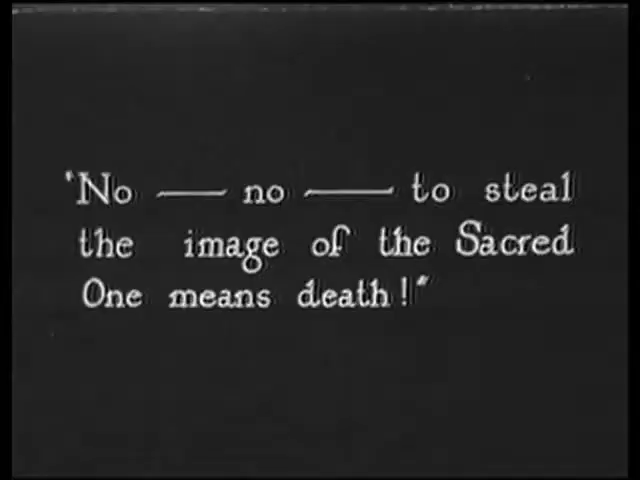 "No — no — to steal
the image of the Sacred
One means death!"